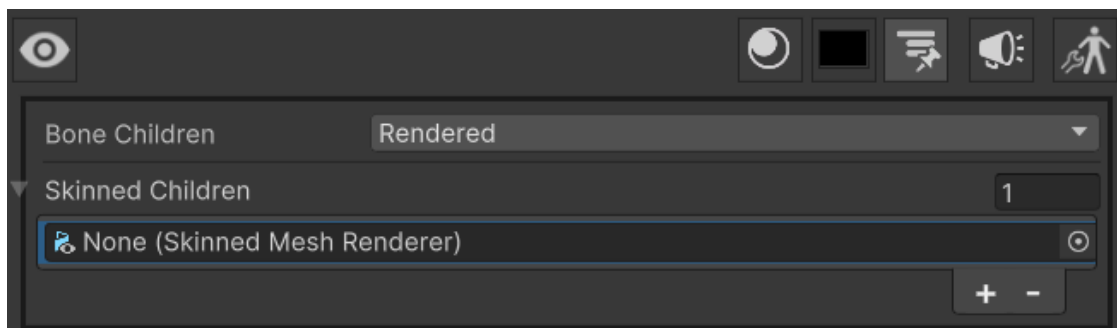 Bone Children
Rendered
Skinned Children
1
None (Skinned Mesh Renderer)
+ -